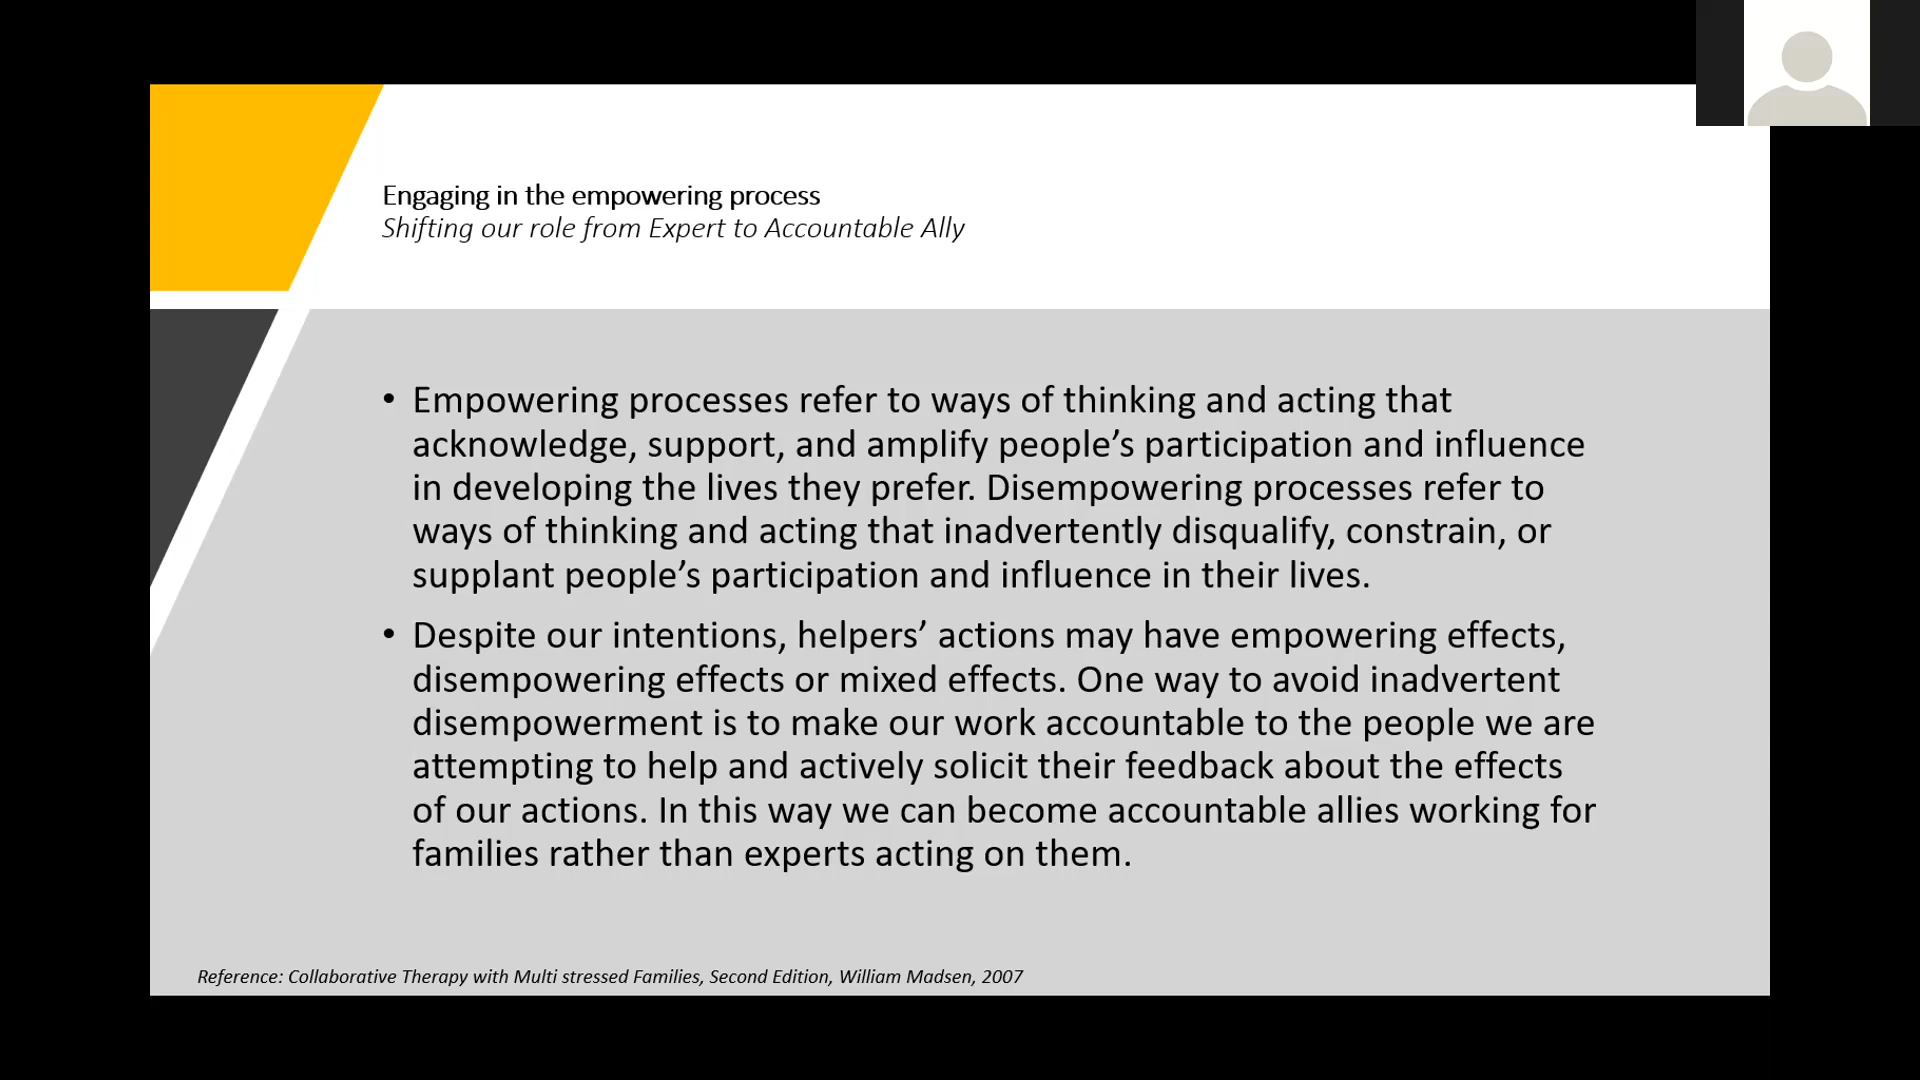 Engaging in the empowering process
Shifting our role from Expert to Accountable Ally
• Empowering processes refer to ways of thinking and acting that
acknowledge, support, and amplify people’s participation and influence
in developing the lives they prefer. Disempowering processes refer to
ways of thinking and acting that inadvertently disqualify, constrain, or
supplant people’s participation and influence in their lives.
• Despite our intentions, helpers’ actions may have empowering effects,
disempowering effects or mixed effects. One way to avoid inadvertent
disempowerment is to make our work accountable to the people we are
attempting to help and actively solicit their feedback about the effects
of our actions. In this way we can become accountable allies working for
families rather than experts acting on them.
Reference: Collaborative Therapy with Multi stressed Families, Second Edition, William Madsen, 2007